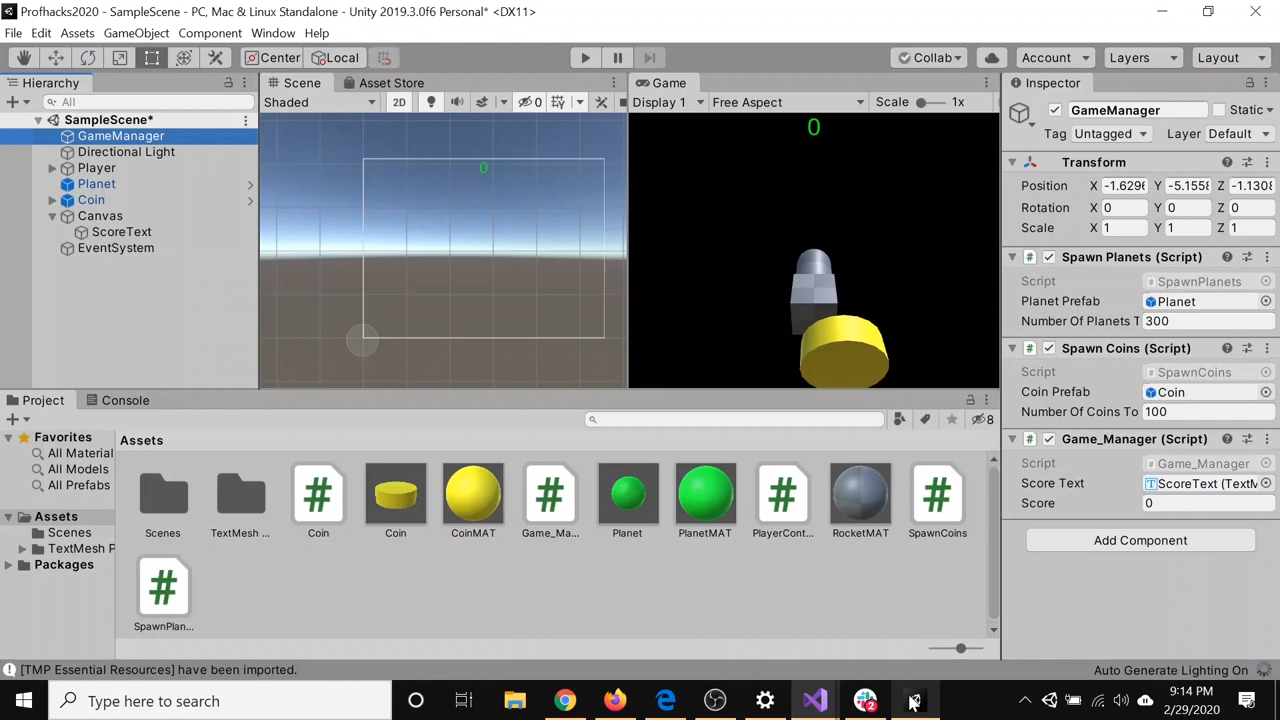 Profhacks2020 - SampleScene - PC, Mac & Linux Standalone - Unity 2019.3.0f6 Personal* <DX11>
File Edit Assets GameObject Component Window Help
Center Local Collab Account Layers Layout
Hierarchy
All
SampleScene*
GameManager
Directional Light
Player
Planet
Coin
Canvas
ScoreText
EventSystem
Scene Asset Store
Shaded 2D 0
0
Game
Display 1 Free Aspect Scale 1x
0
Inspector
GameManager Static
Tag Untagged Layer Default
Transform
Position X -1.6296 Y -5.1558 Z -1.1308
Rotation X 0 Y 0 Z 0
Scale X 1 Y 1 Z 1
# Spawn Planets (Script)
Script # SpawnPlanets
Planet Prefab Planet
Number Of Planets T 300
# Spawn Coins (Script)
Script # SpawnCoins
Coin Prefab Coin
Number Of Coins To 100
# Game_Manager (Script)
Script # Game_Manager
Score Text T ScoreText (TextM
Score 0
Add Component
Project Console
8
Favorites
All Material
All Models
All Prefabs
Assets
Scenes
TextMesh P
Packages
Assets
Scenes
TextMesh ...
# Coin
Coin
CoinMAT
# Game_Ma...
Planet
PlanetMAT
# PlayerCont...
RocketMAT
# SpawnCoins
# SpawnPlan...
[TMP Essential Resources] have been imported.
Auto Generate Lighting On
Type here to search
2
9:14 PM
2/29/2020